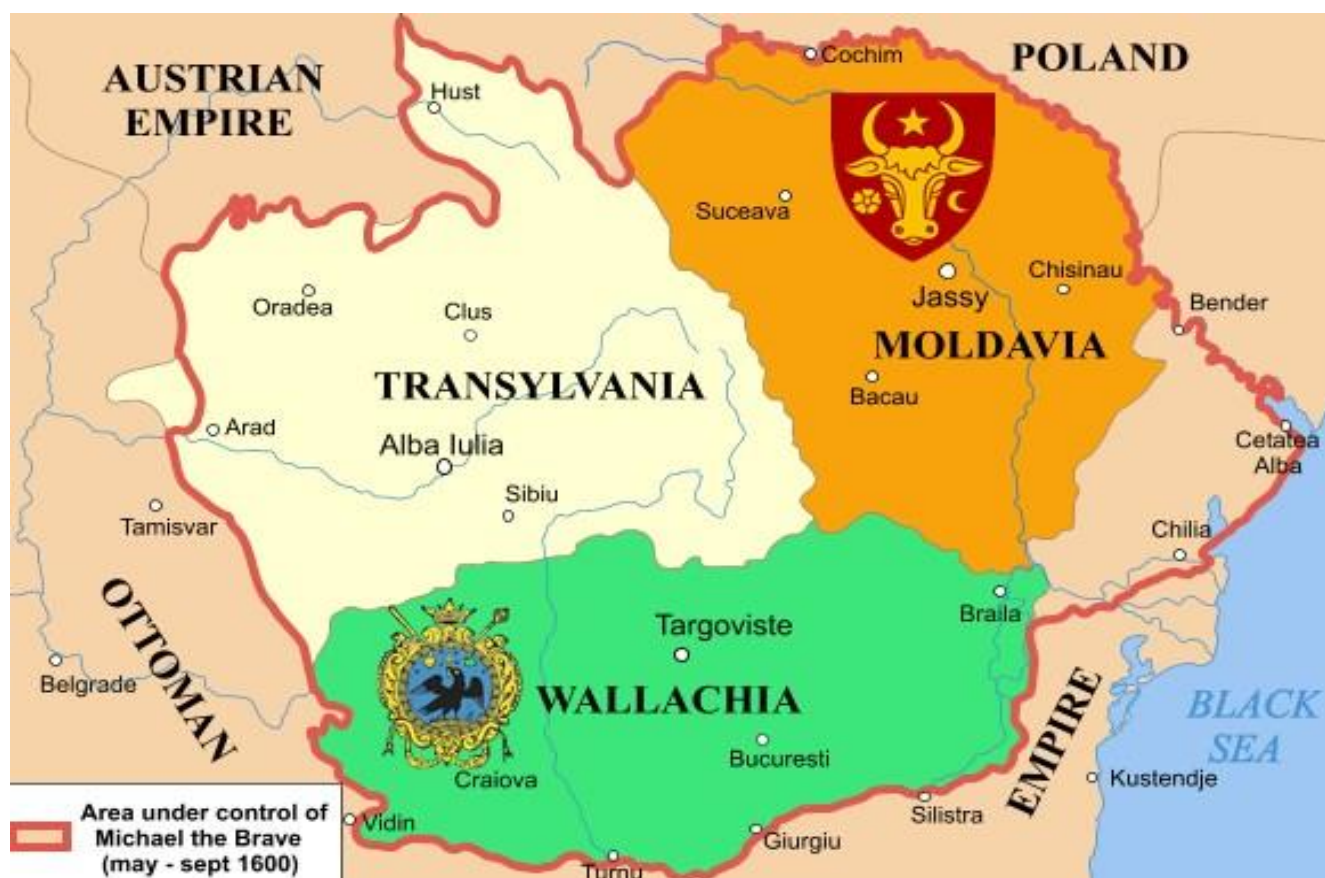 AUSTRIAN
EMPIRE
POLAND
Cochim
Hust
Suceava
Jassy
Chisinau
Bender
Oradea
Clus
MOLDAVIA
TRANSYLVANIA
Bacau
Arad
Alba Iulia
Cetatea
Alba
Sibiu
Tamisvar
Chilia
OTTOMAN
Braila
Targoviste
Belgrade
WALLACHIA
EMPIRE
BLACK
SEA
Bucuresti
Craiova
Kustendje
Silistra
Vidin
Giurgiu
Turnu
Area under control of
Michael the Brave
(may - sept 1600)